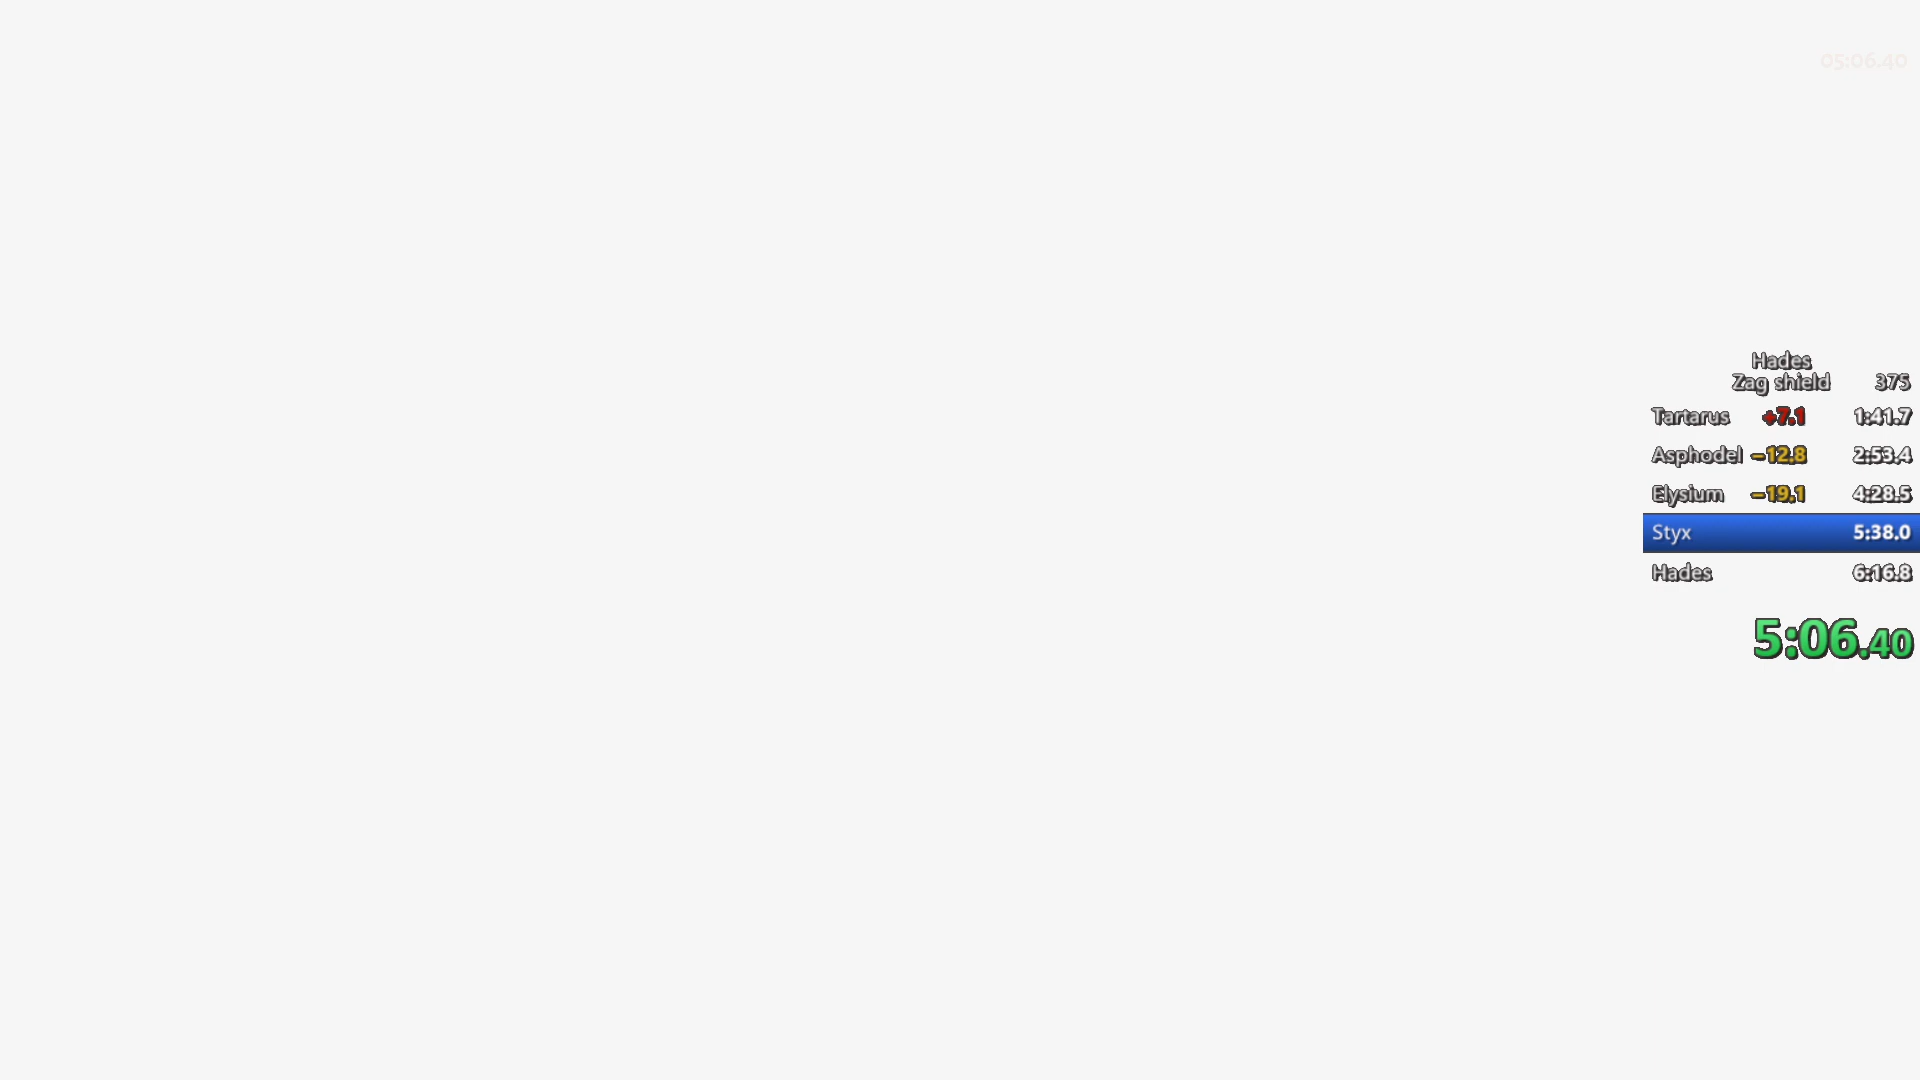 05:06.40
Hades
Zag shield 375
Tartarus +7.1 1:41.7
Asphodel −12.8 2:53.4
Elysium −19.1 4:28.5
Styx 5:38.0
Hades 6:16.8
5:06.40